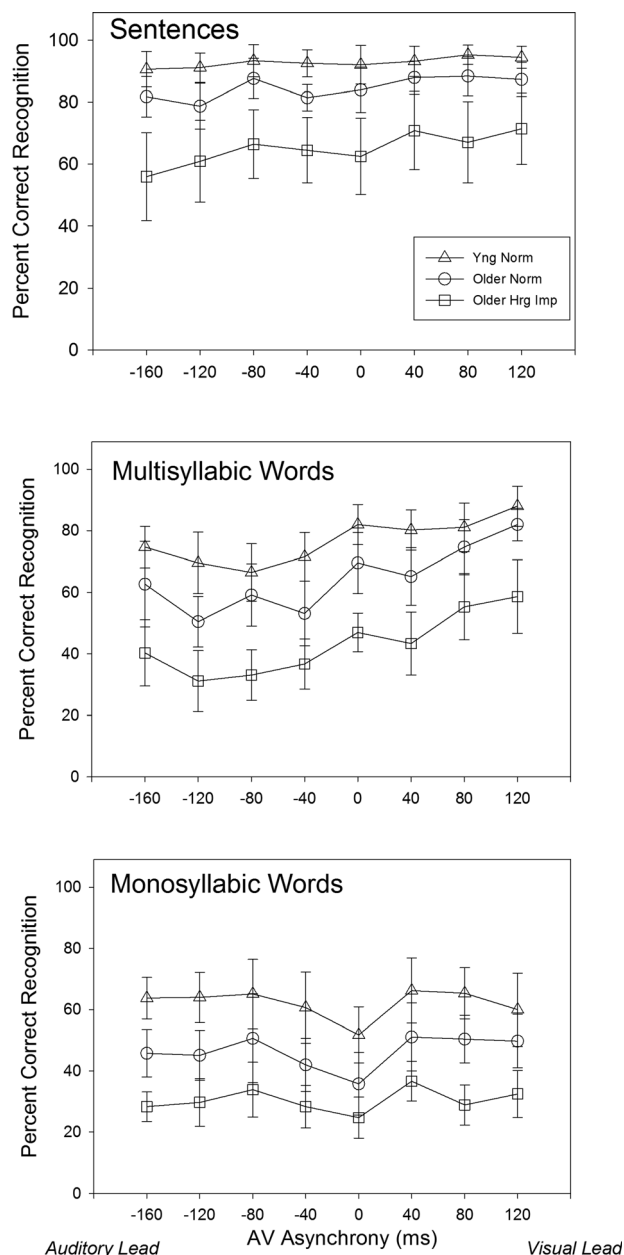 Sentences
Percent Correct Recognition
100
80
60
40
20
0
Yng Norm
Older Norm
Older Hrg Imp
-160 -120 -80 -40 0 40 80 120
Multisyllabic Words
Percent Correct Recognition
100
80
60
40
20
0
-160 -120 -80 -40 0 40 80 120
Monosyllabic Words
Percent Correct Recognition
100
80
60
40
20
0
-160 -120 -80 -40 0 40 80 120
Auditory Lead AV Asynchrony (ms) Visual Lead